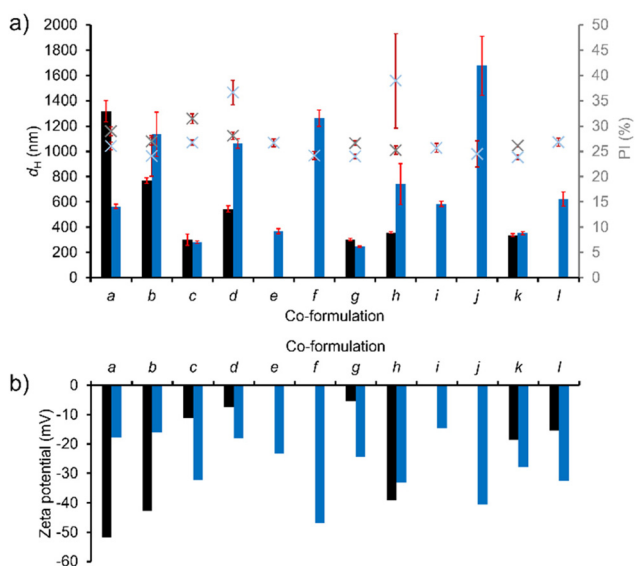 a)
2000 50
1800 45
1600 40
1400 35
1200 30
1000 25
800 20
600 15
400 10
200 5
0 0
d_H (nm)
PI (%)
a b c d e f g h i j k l
Co-formulation
Co-formulation
b)
a b c d e f g h i j k l
0
-10
-20
-30
-40
-50
-60
Zeta potential (mV)